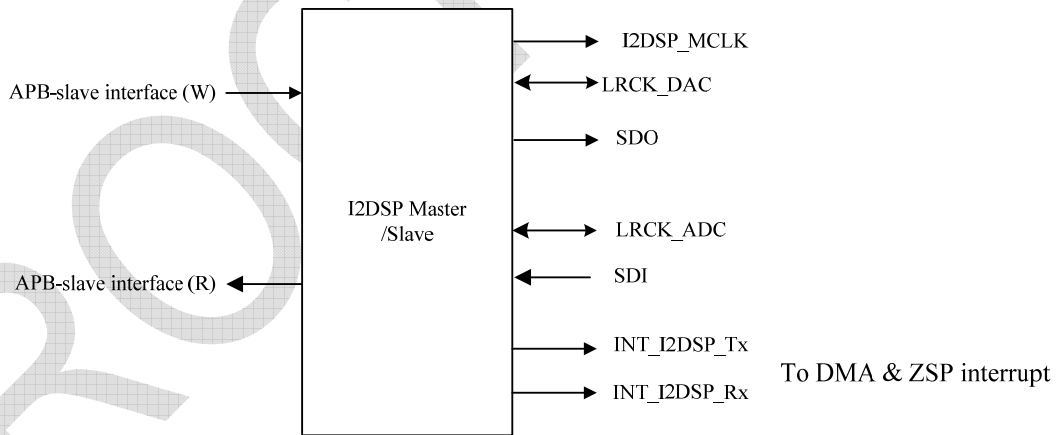 I2DSP_MCLK
APB-slave interface (W)
LRCK_DAC
SDO
I2DSP Master
/Slave
LRCK_ADC
APB-slave interface (R)
SDI
INT_I2DSP_Tx
To DMA & ZSP interrupt
INT_I2DSP_Rx